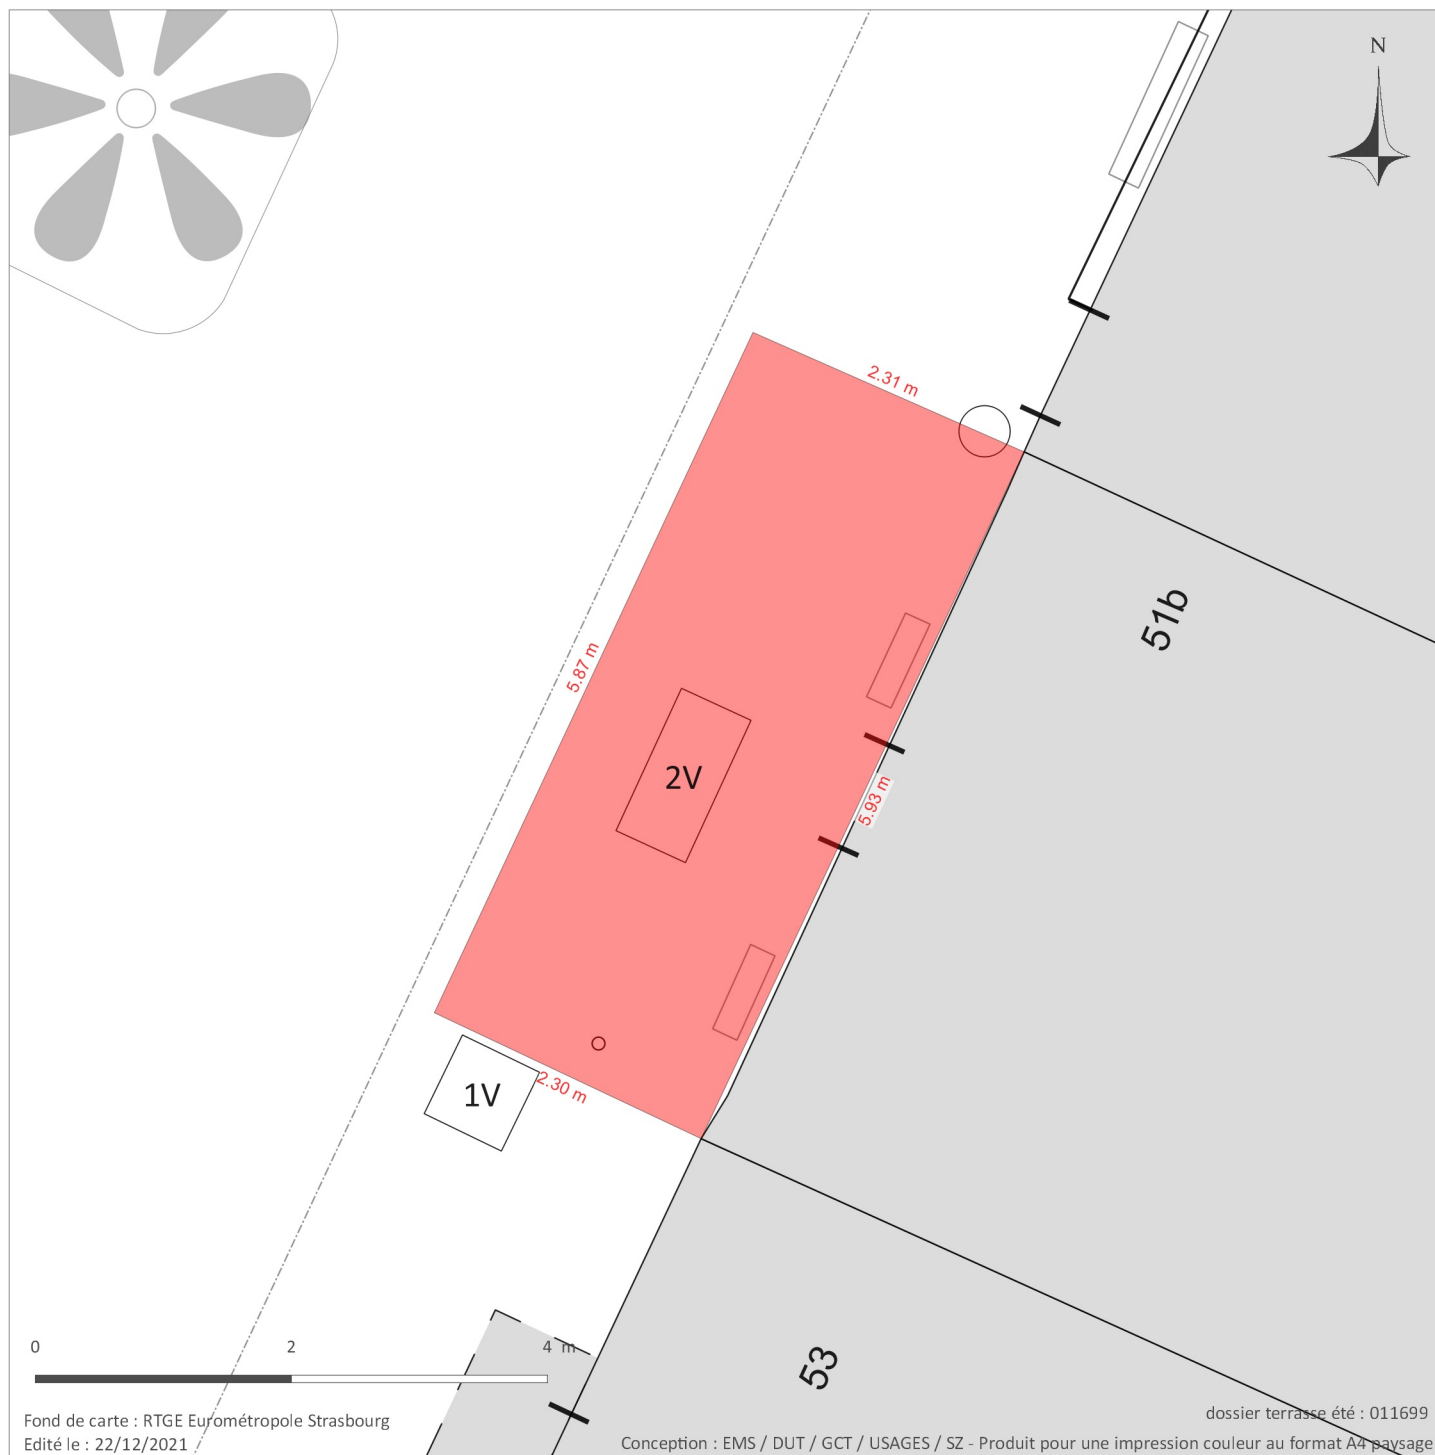 N
2.31 m
51b
5.87 m
2V
5.93 m
1V
2.30 m
53
0 2 4 m
Fond de carte : RTGE Eurométropole Strasbourg
Edité le : 22/12/2021
dossier terrasse été : 011699
Conception : EMS / DUT / GCT / USAGES / SZ - Produit pour une impression couleur au format A4 paysage